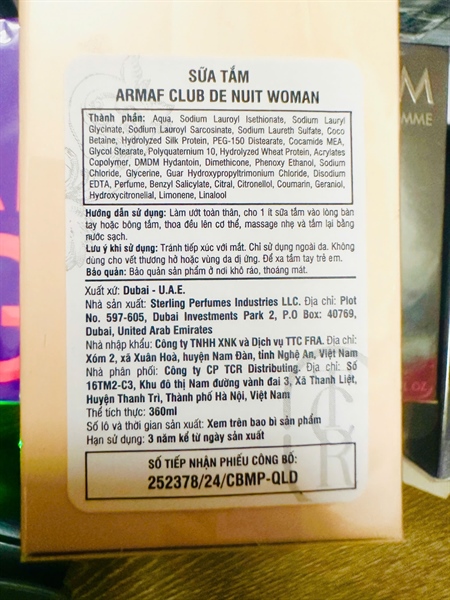 SỮA TẮM
ARMAF CLUB DE NUIT WOMAN
Thành phần: Aqua, Sodium Lauroyl Isethionate, Sodium Lauryl
Glycinate, Sodium Lauroyl Sarcosinate, Sodium Laureth Sulfate, Coco
Betaine, Hydrolyzed Silk Protein, PEG-150 Distearate, Cocamide MEA,
Glycol Stearate, Polyquaternium 10, Hydrolyzed Wheat Protein, Acrylates
Copolymer, DMDM Hydantoin, Dimethicone, Phenoxy Ethanol, Sodium
Chloride, Glycerine, Guar Hydroxypropyltrimonium Chloride, Disodium
EDTA, Perfume, Benzyl Salicylate, Citral, Citronellol, Coumarin, Geraniol,
Hydroxycitronelial, Limonene, Linalool
Hướng dẫn sử dụng: Làm ướt toàn thân, cho 1 ít sữa tắm vào lòng bàn
tay hoặc bông tắm, thoa đều lên cơ thể, massage nhẹ và tắm lại bằng
nước sạch.
Lưu ý khi sử dụng: Tránh tiếp xúc với mắt. Chỉ sử dụng ngoài da. Không
dùng cho vết thương hở hoặc vùng da dị ứng. Để xa tầm tay trẻ em.
Bảo quản: Bảo quản sản phẩm ở nơi khô ráo, thoáng mát.
Xuất xứ: Dubai - U.A.E.
Nhà sản xuất: Sterling Perfumes Industries LLC. Địa chỉ: Plot
No. 597-605, Dubai Investments Park 2, P.O Box: 40769,
Dubai, United Arab Emirates
Nhà nhập khẩu: Công ty TNHH XNK và Dịch vụ TTC FRA. Địa chỉ:
Xóm 2, xã Xuân Hoà, huyện Nam Đàn, tỉnh Nghệ An, Việt Nam
Nhà phân phối: Công ty CP TCR Distributing. Địa chỉ: Số
16TM2-C3, Khu đô thị Nam đường vành đai 3, Xã Thanh Liệt,
Huyện Thanh Trì, Thành phố Hà Nội, Việt Nam
Thể tích thực: 360ml
Số lô và thời gian sản xuất: Xem trên bao bì sản phẩm
Hạn sử dụng: 3 năm kể từ ngày sản xuất
SỐ TIẾP NHẬN PHIẾU CÔNG BỐ:
252378/24/CBMP-QLD